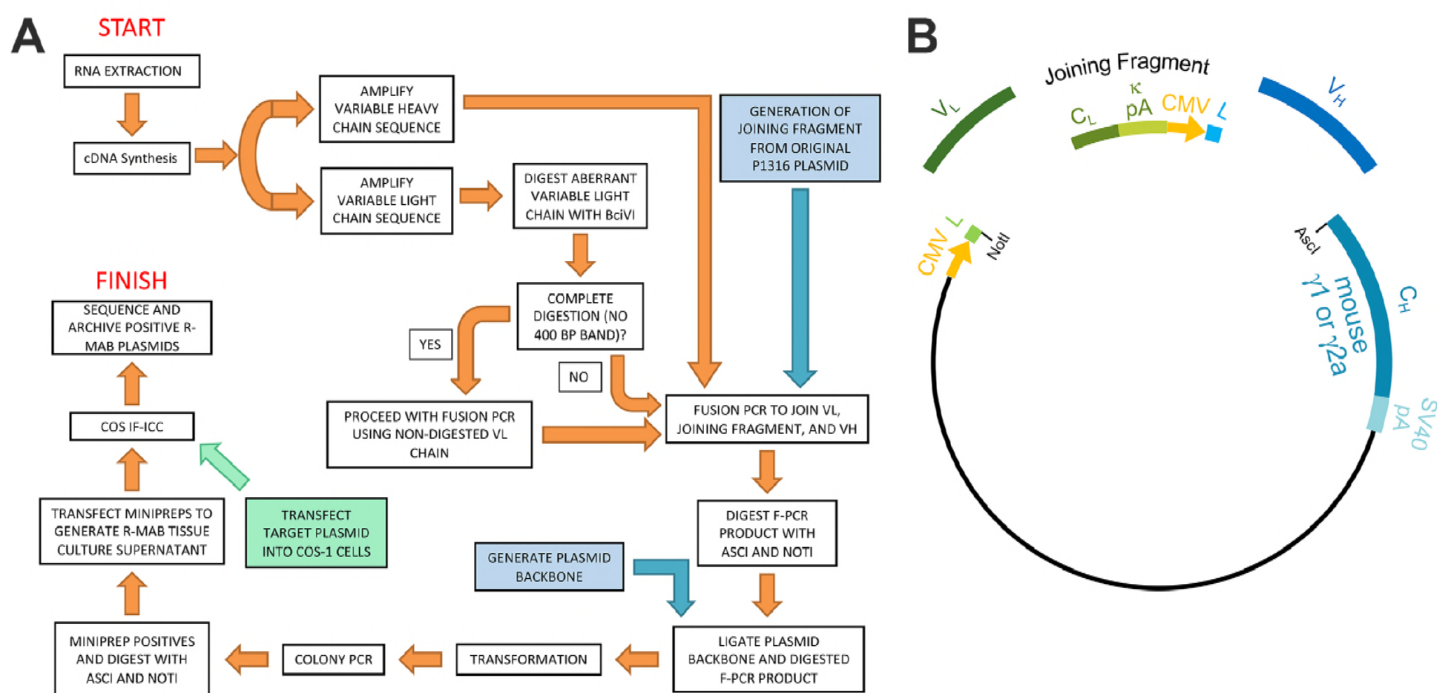 A
START
RNA EXTRACTION
cDNA Synthesis
AMPLIFY
VARIABLE HEAVY
CHAIN SEQUENCE
AMPLIFY
VARIABLE LIGHT
CHAIN SEQUENCE
DIGEST ABERRANT
VARIABLE LIGHT
CHAIN WITH BciVI
GENERATION OF
JOINING FRAGMENT
FROM ORIGINAL
P1316 PLASMID
COMPLETE
DIGESTION (NO
400 BP BAND)?
YES
NO
PROCEED WITH FUSION PCR
USING NON-DIGESTED VL
CHAIN
FUSION PCR TO JOIN VL,
JOINING FRAGMENT, AND VH
DIGEST F-PCR
PRODUCT WITH
ASCI AND NOTI
GENERATE PLASMID
BACKBONE
LIGATE PLASMID
BACKBONE AND DIGESTED
F-PCR PRODUCT
TRANSFORMATION
COLONY PCR
MINIPREP POSITIVES
AND DIGEST WITH
ASCI AND NOTI
TRANSFECT MINIPREPS TO
GENERATE R-MAB TISSUE
CULTURE SUPERNATANT
TRANSFECT
TARGET PLASMID
INTO COS-1 CELLS
COS IF-ICC
SEQUENCE AND
ARCHIVE POSITIVE R-
MAB PLASMIDS
FINISH
B
VL
Joining Fragment
CL
κ
pA
CMV
L
VH
CMV
L
NotI
AscI
CH
mouse
γ1 or γ2a
SV40
pA